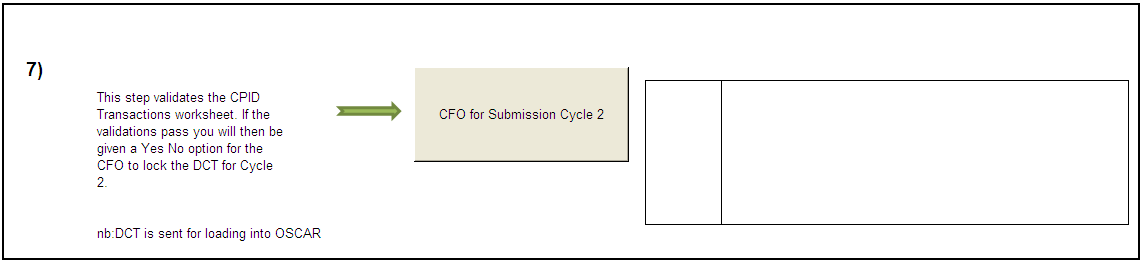 7)
This step validates the CPID
Transactions worksheet. If the
validations pass you will then be
given a Yes No option for the
CFO to lock the DCT for Cycle
2.
nb:DCT is sent for loading into OSCAR
CFO for Submission Cycle 2